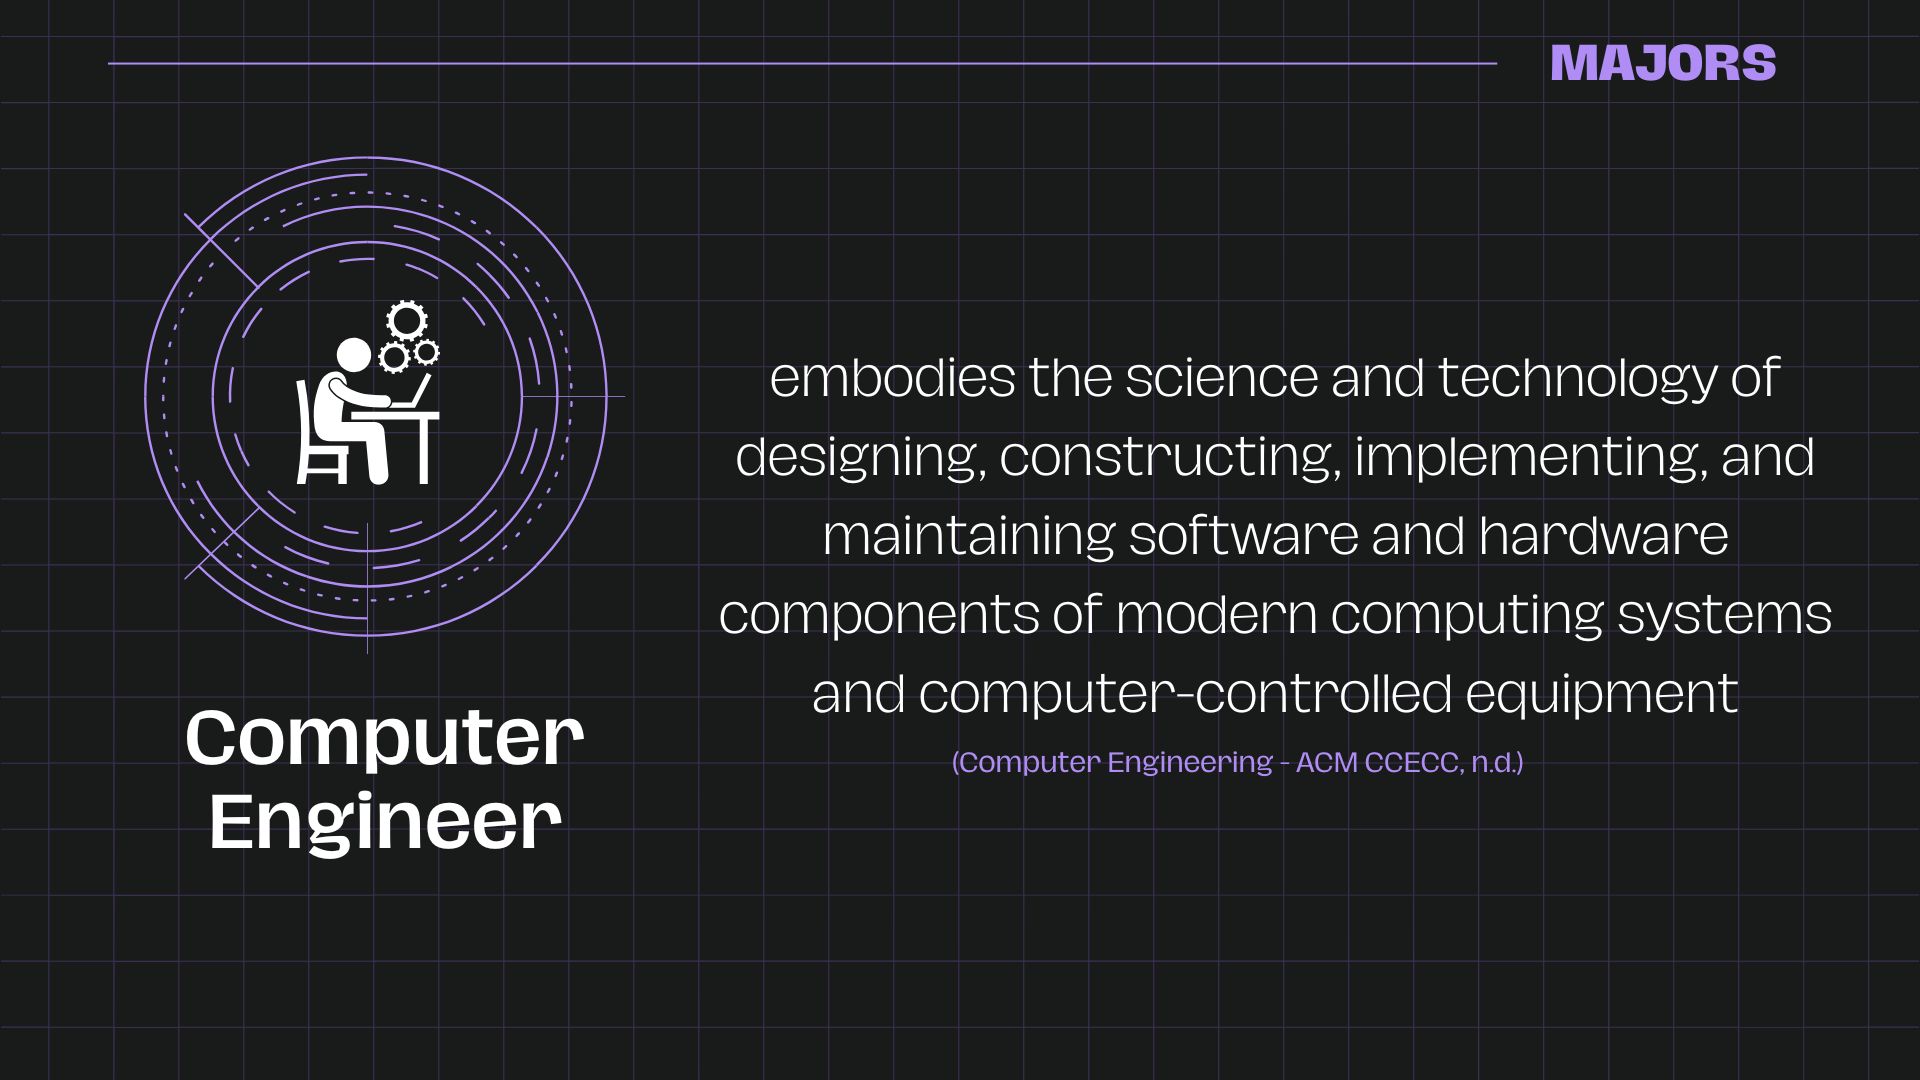 MAJORS
embodies the science and technology of
designing, constructing, implementing, and
maintaining software and hardware
components of modern computing systems
and computer-controlled equipment
(Computer Engineering - ACM CCECC, n.d.)
Computer
Engineer